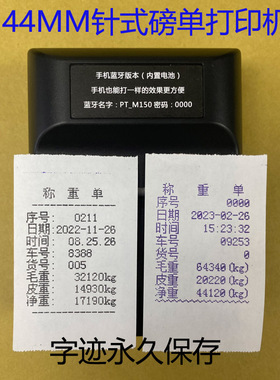 44MM针式磅单打印机
手机蓝牙版本（内置电池）
手机也能打一样的效果更方便
蓝牙名字：PT_M150 密码：0000
称重单
序号： 0211
日期：2022-11-26
时间： 08.25.26
车号： 8388
货号： 005
毛重： 32120kg
皮重： 14930kg
净重： 17190kg
称重单
序号 0000
日期 2023-02-26
时间 15:23:32
车号 09253
货号 0
毛重 64340(kg)
皮重 20220(kg)
净重 44120(kg)
字迹永久保存